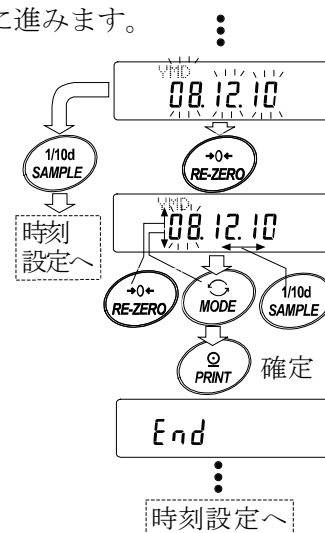 に進みます。
YMD
08.12.10
1/10d
SAMPLE
→0←
RE-ZERO
時刻
設定へ
YMD
08.12.10
→0←
RE-ZERO
MODE
1/10d
SAMPLE
PRINT
確定
End
時刻設定へ